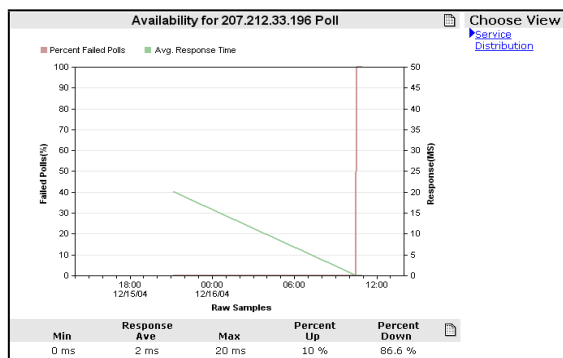 Availability for 207.212.33.196 Poll
Choose View
Service
Distribution
Percent Failed Polls
Avg. Response Time
100
90
80
70
60
50
40
30
20
10
0
Failed Polls(%)
50
45
40
35
30
25
20
15
10
5
0
Response(MS)
18:00
12/15/04
00:00
12/16/04
06:00
12:00
Raw Samples
Min
Response Ave
Max
Percent Up
Percent Down
0 ms
2 ms
20 ms
10 %
86.6 %